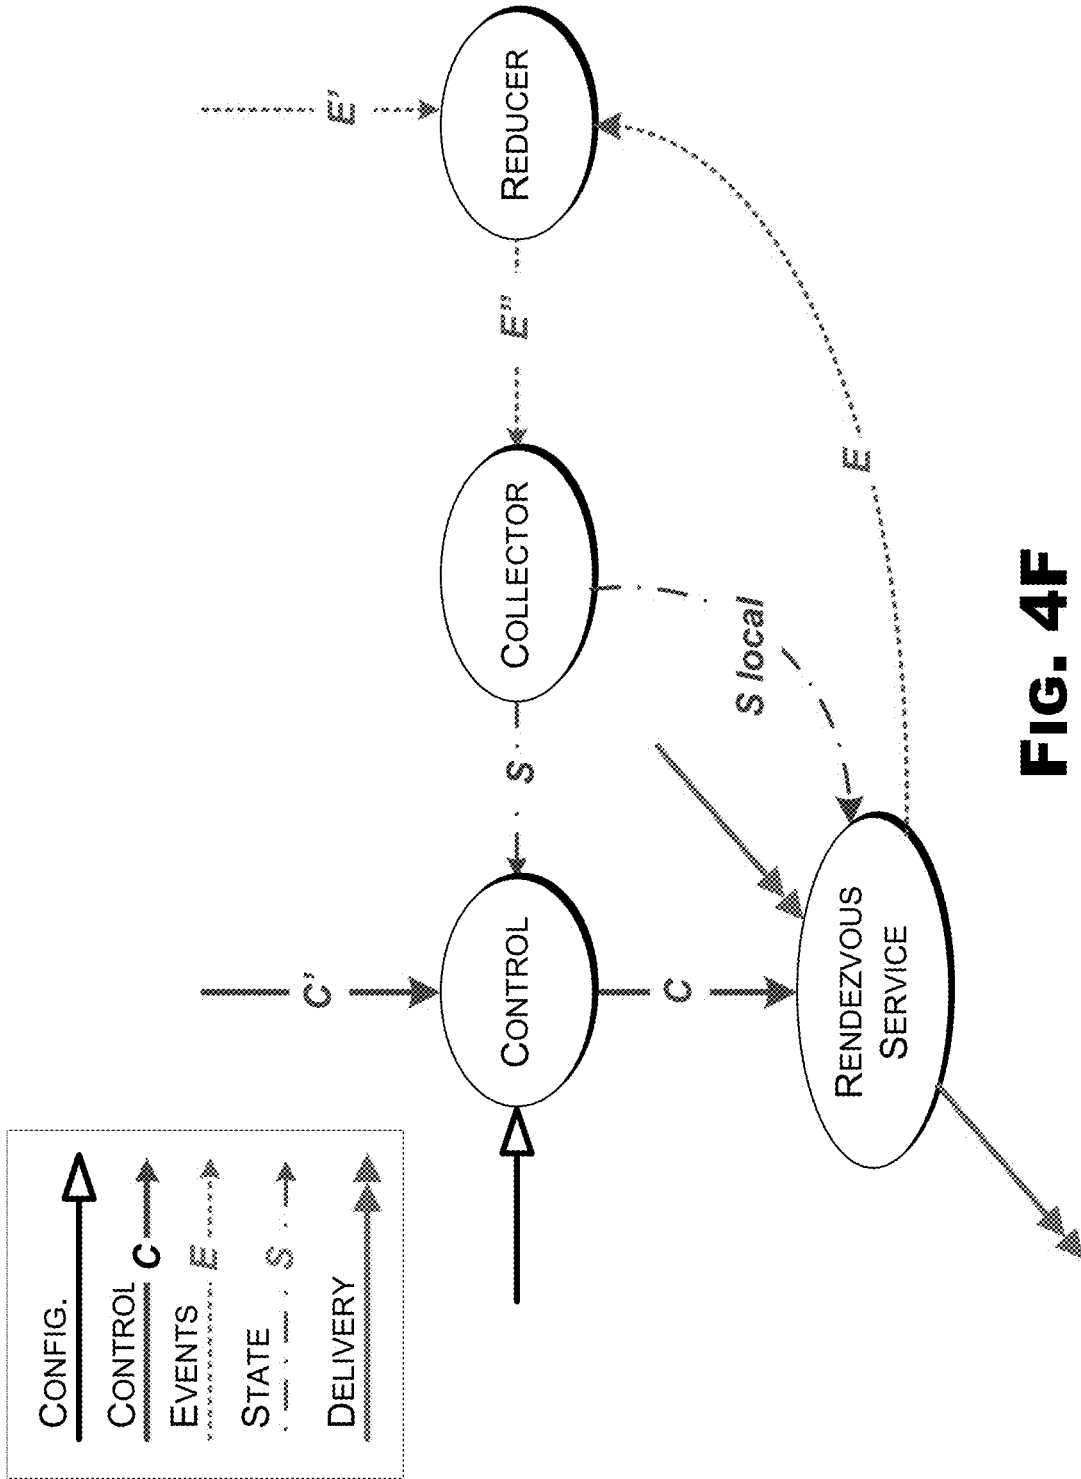 CONFIG.
CONTROL
C
EVENTS
E
STATE
S
DELIVERY
C'
E'
CONTROL
S
COLLECTOR
E''
REDUCER
C
S local
E
RENDEZVOUS
SERVICE
FIG. 4F